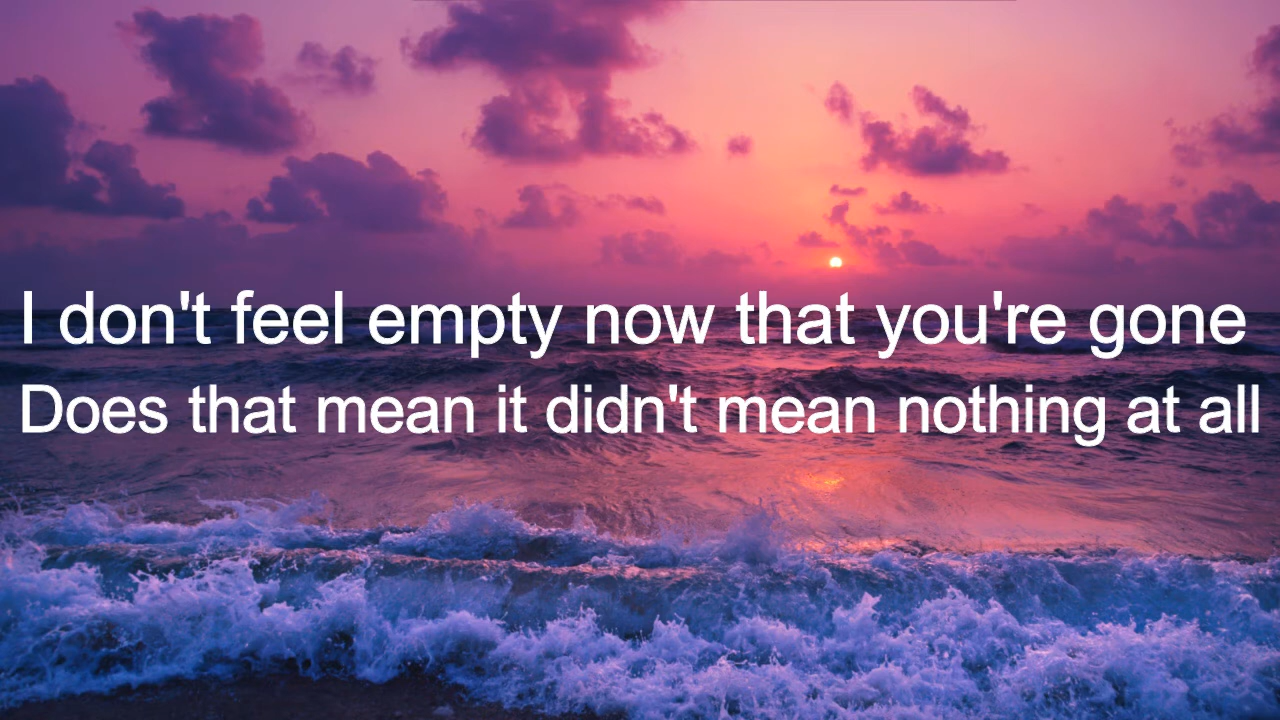 I don't feel empty now that you're gone
Does that mean it didn't mean nothing at all